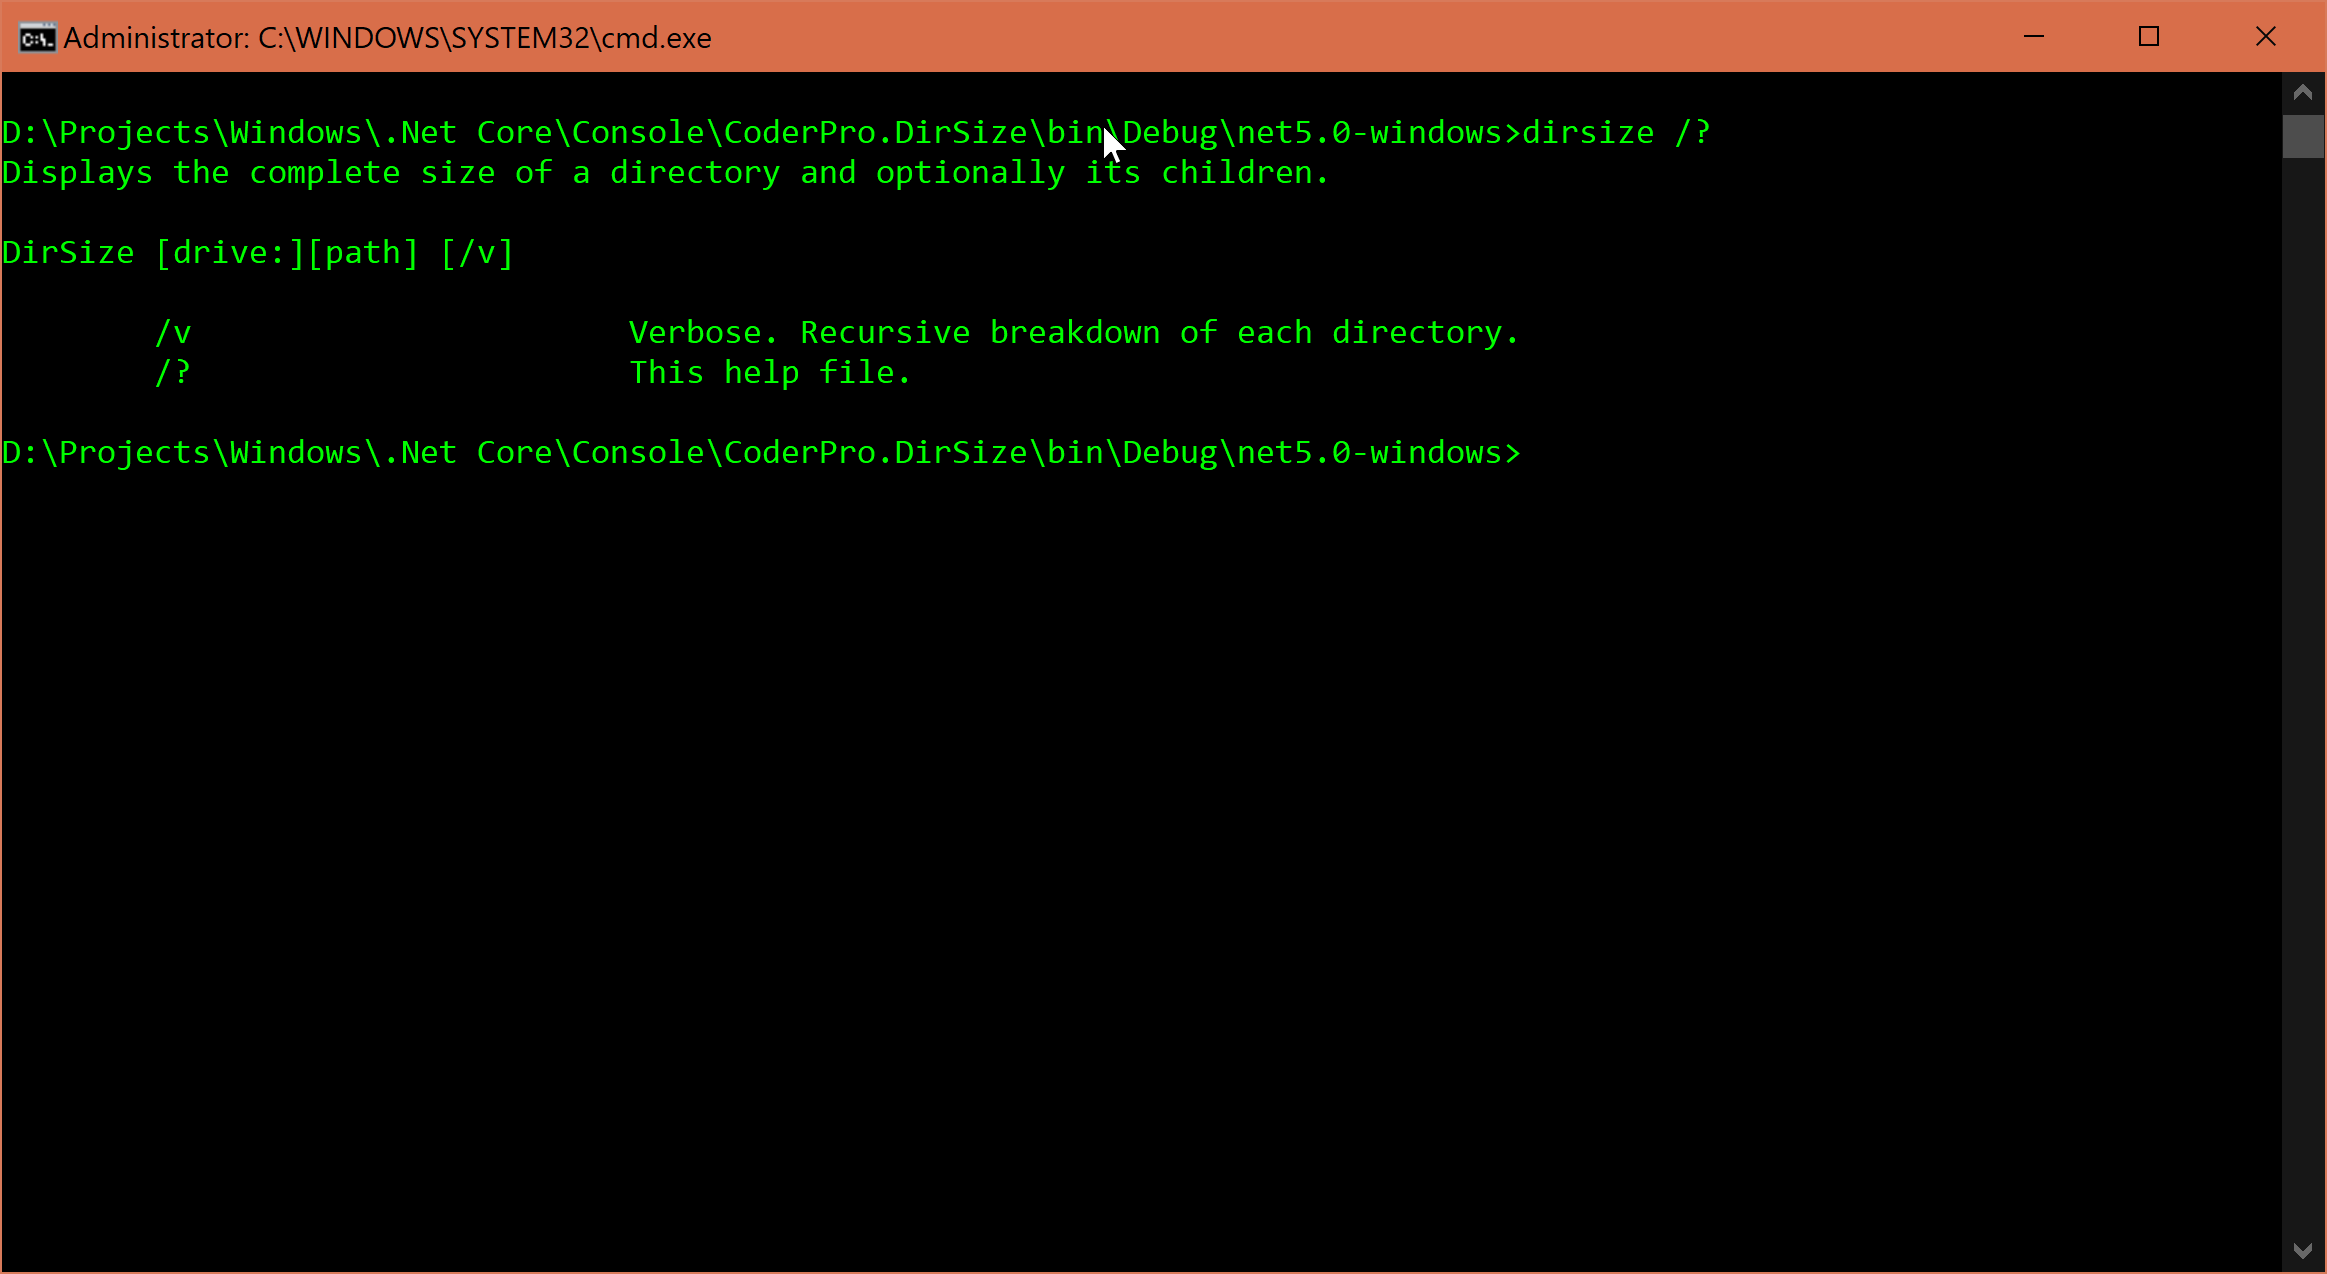 Administrator: C:\WINDOWS\SYSTEM32\cmd.exe
D:\Projects\Windows\.Net Core\Console\CoderPro.DirSize\bin\Debug\net5.0-windows>dirsize /?
Displays the complete size of a directory and optionally its children.
DirSize [drive:][path] [/v]
/v Verbose. Recursive breakdown of each directory.
/? This help file.
D:\Projects\Windows\.Net Core\Console\CoderPro.DirSize\bin\Debug\net5.0-windows>